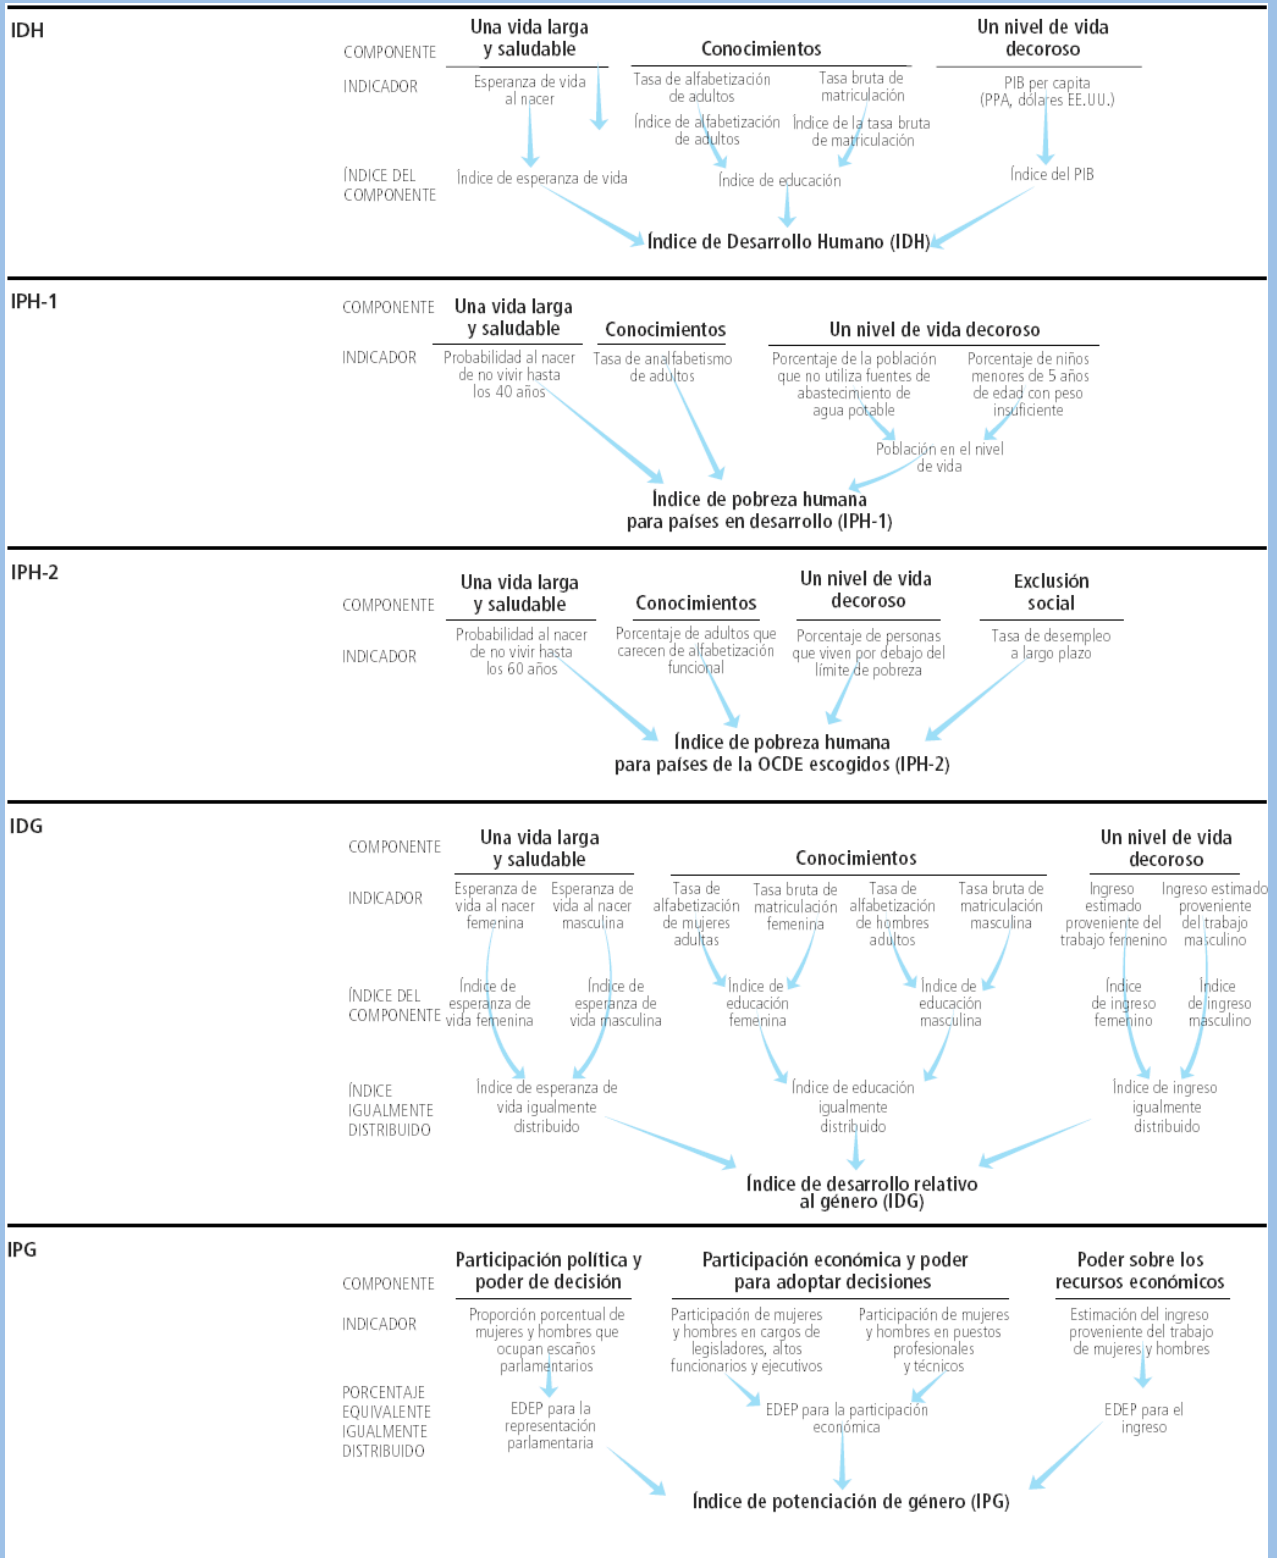 IDH
COMPONENTE
Una vida larga
y saludable
Conocimientos
Un nivel de vida
decoroso
INDICADOR
Esperanza de vida
al nacer
Tasa de alfabetización
de adultos
Tasa bruta de
matriculación
PIB per capita
(PPA, dólares EE.UU.)
Índice de alfabetización
de adultos
Índice de la tasa bruta
de matriculación
ÍNDICE DEL
COMPONENTE
Índice de esperanza de vida
Índice de educación
Índice del PIB
Índice de Desarrollo Humano (IDH)
IPH-1
COMPONENTE
Una vida larga
y saludable
Conocimientos
Un nivel de vida decoroso
INDICADOR
Probabilidad al nacer
de no vivir hasta
los 40 años
Tasa de analfabetismo
de adultos
Porcentaje de la población
que no utiliza fuentes de
abastecimiento de
agua potable
Porcentaje de niños
menores de 5 años
de edad con peso
insuficiente
Población en el nivel
de vida
Índice de pobreza humana
para países en desarrollo (IPH-1)
IPH-2
COMPONENTE
Una vida larga
y saludable
Conocimientos
Un nivel de vida
decoroso
Exclusión
social
INDICADOR
Probabilidad al nacer
de no vivir hasta
los 60 años
Porcentaje de adultos que
carecen de alfabetización
funcional
Porcentaje de personas
que viven por debajo del
límite de pobreza
Tasa de desempleo
a largo plazo
Índice de pobreza humana
para países de la OCDE escogidos (IPH-2)
IDG
COMPONENTE
Una vida larga
y saludable
Conocimientos
Un nivel de vida
decoroso
INDICADOR
Esperanza de
vida al nacer
femenina
Esperanza de
vida al nacer
masculina
Tasa de
alfabetización
de mujeres
adultas
Tasa bruta de
matriculación
femenina
Tasa de
alfabetización
de hombres
adultos
Tasa bruta de
matriculación
masculina
Ingreso
estimado
proveniente del
trabajo femenino
Ingreso estimado
proveniente
del trabajo
masculino
ÍNDICE DEL
COMPONENTE
Índice de
esperanza de
vida femenina
Índice de
esperanza de
vida masculina
Índice de
educación
femenina
Índice de
educación
masculina
Índice
de ingreso
femenino
Índice
de ingreso
masculino
ÍNDICE
IGUALMENTE
DISTRIBUIDO
Índice de esperanza de
vida igualmente
distribuido
Índice de educación
igualmente
distribuido
Índice de ingreso
igualmente
distribuido
Índice de desarrollo relativo
al género (IDG)
IPG
COMPONENTE
Participación política y
poder de decisión
Participación económica y poder
para adoptar decisiones
Poder sobre los
recursos económicos
INDICADOR
Proporción porcentual de
mujeres y hombres que
ocupan escaños
parlamentarios
Participación de mujeres
y hombres en cargos de
legisladores, altos
funcionarios y ejecutivos
Participación de mujeres
y hombres en puestos
profesionales
y técnicos
Estimación del ingreso
proveniente del trabajo
de mujeres y hombres
PORCENTAJE
EQUIVALENTE
IGUALMENTE
DISTRIBUIDO
EDEP para la
representación
parlamentaria
EDEP para la participación
económica
EDEP para el
ingreso
Índice de potenciación de género (IPG)